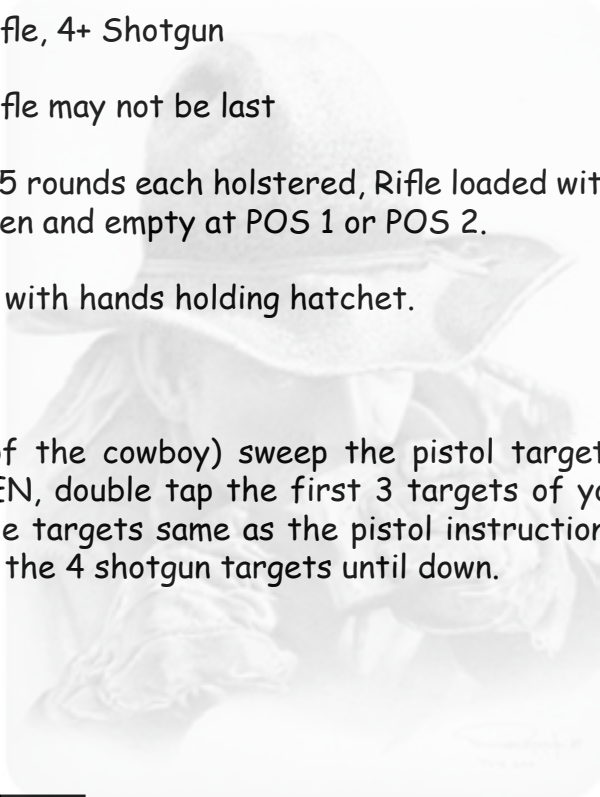 fle, 4+ Shotgun
fle may not be last
5 rounds each holstered, Rifle loaded wit
en and empty at POS 1 or POS 2.
with hands holding hatchet.
of the cowboy) sweep the pistol target
EN, double tap the first 3 targets of yo
e targets same as the pistol instruction
the 4 shotgun targets until down.